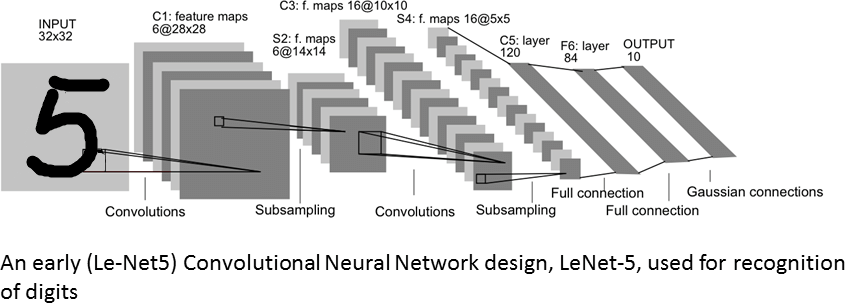 INPUT
32x32
C1: feature maps
6@28x28
S2: f. maps
6@14x14
C3: f. maps 16@10x10
S4: f. maps 16@5x5
C5: layer
120
F6: layer
84
OUTPUT
10
5
Convolutions
Subsampling
Convolutions
Subsampling
Full connection
Full connection
Gaussian connections
An early (Le-Net5) Convolutional Neural Network design, LeNet-5, used for recognition
of digits